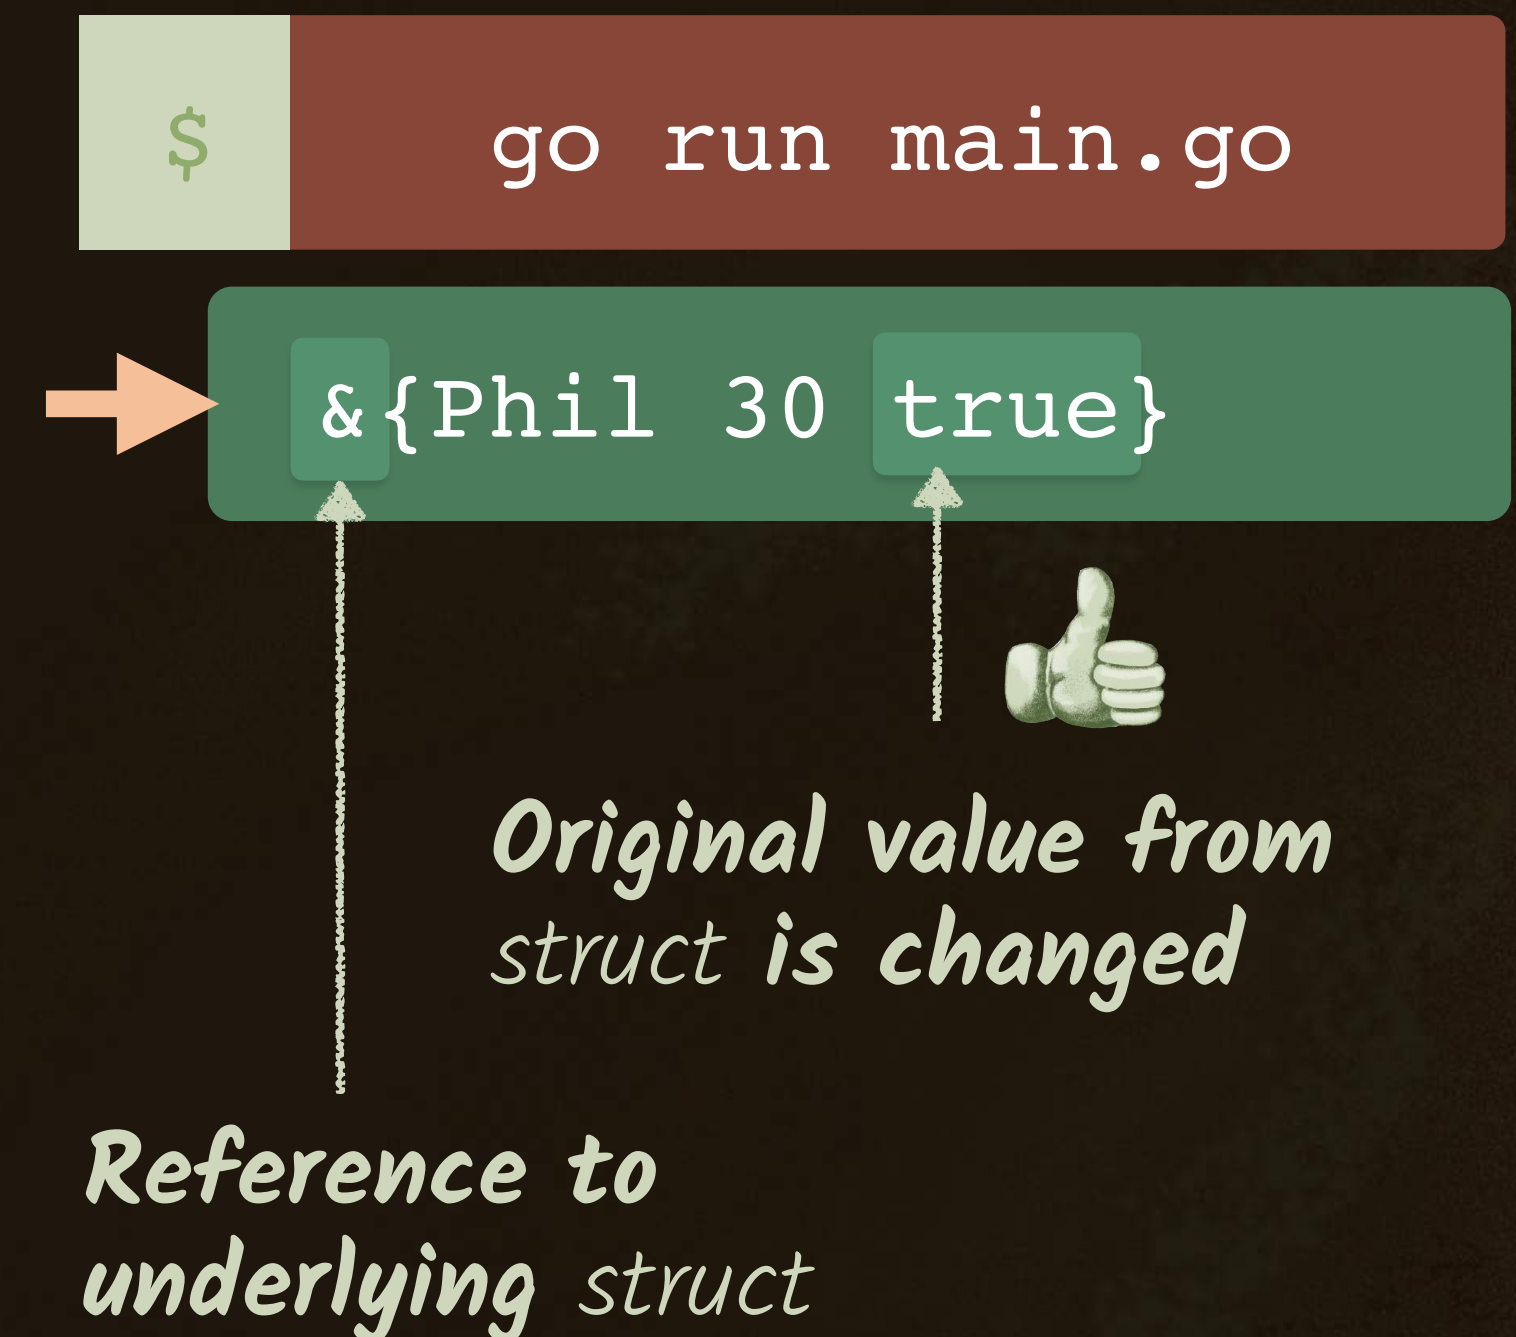 $ go run main.go
&{Phil 30 true}
Original value from
struct is changed
Reference to
underlying struct